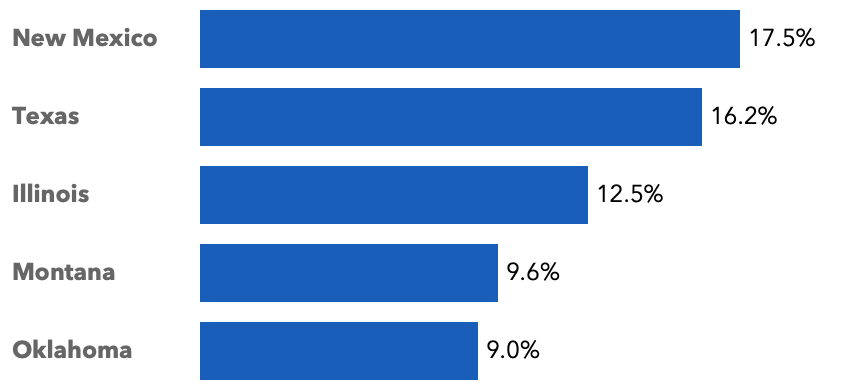 New Mexico 17.5%
Texas 16.2%
Illinois 12.5%
Montana 9.6%
Oklahoma 9.0%